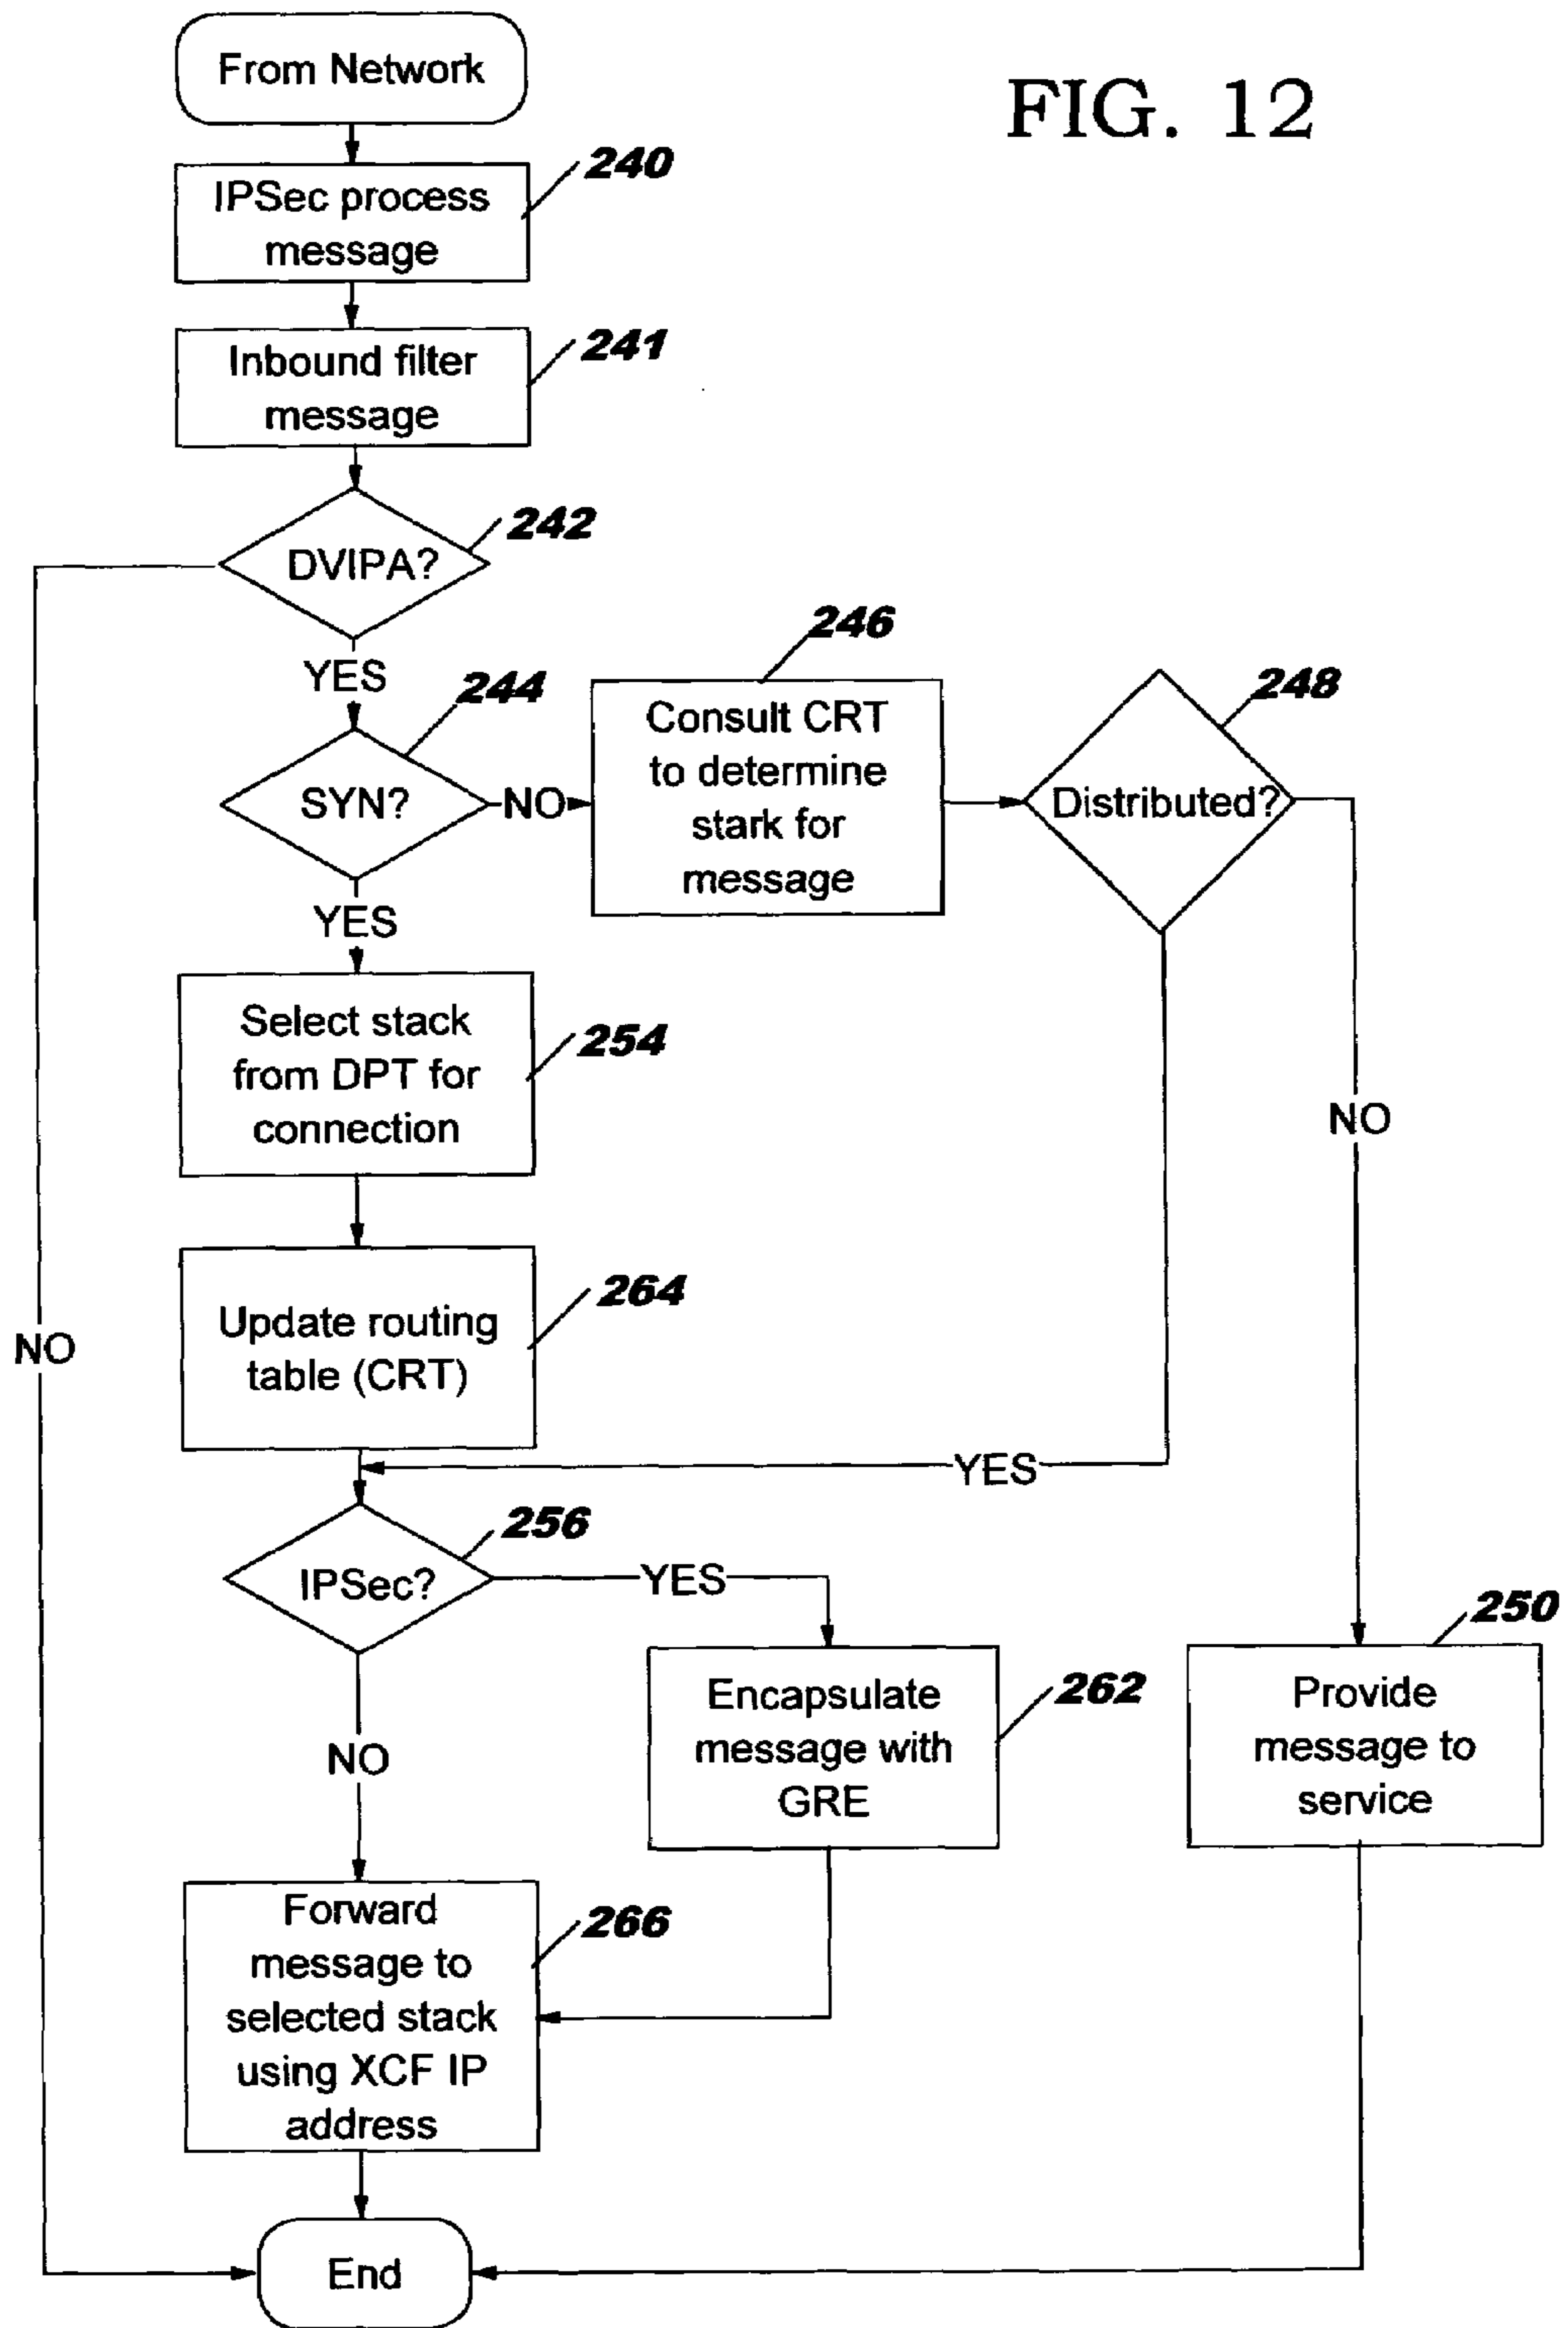 From Network
FIG. 12
240
IPSec process
message
241
Inbound filter
message
242
DVIPA?
YES
244
SYN?
NO
246
Consult CRT
to determine
stark for
message
248
Distributed?
YES
254
Select stack
from DPT for
connection
NO
264
Update routing
table (CRT)
NO
YES
256
IPSec?
YES
250
Provide
message to
service
262
Encapsulate
message with
GRE
NO
266
Forward
message to
selected stack
using XCF IP
address
End